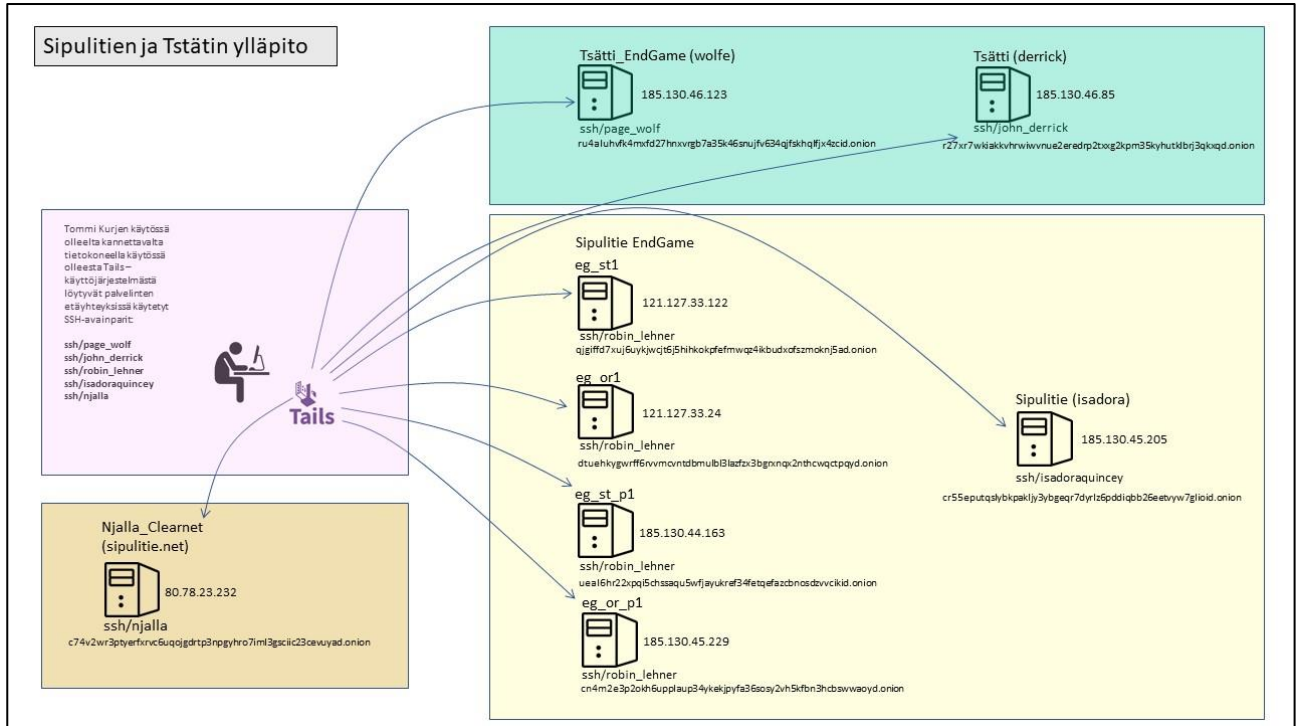 Sipulitien ja Tstätin ylläpito
Tsätti_EndGame (wolfe)
185.130.46.123
ssh/page_wolf
ru4aluhvfk4mxfd27hnxvrgb7a35k46snujfv634qjfskhqlfjx4zcid.onion
Tsätti (derrick)
185.130.46.85
ssh/john_derrick
r27xr7wkiakkvhrwiwvnue2eredrp2txxg2kpm35kyhutklbrj3qkxqd.onion
Tommi Kurjen käytössä
olleelta kannettavalta
tietokoneella käytössä
olleesta Tails –
käyttöjärjestelmästä
löytyvät palvelinten
etäyhteyksissä käytetyt
SSH-avainparit:
ssh/page_wolf
ssh/john_derrick
ssh/robin_lehner
ssh/isadoraquincey
ssh/njalla
Tails
Sipulitie EndGame
eg_st1
121.127.33.122
ssh/robin_lehner
qjgiffd7xuj6uykjwcjt6j5hihkokpfefmwqz4ikbudxofszmoknj5ad.onion
eg_or1
121.127.33.24
ssh/robin_lehner
dtuehkygwrff6rvvmcvntdbmulbl3lazfzx3bgrxnqx2nthcwqctpqyd.onion
eg_st_p1
185.130.44.163
ssh/robin_lehner
ueal6hr22xpqi5chssaqu5wfjayukref34fetqefazcbnosdzvvcikid.onion
eg_or_p1
185.130.45.229
ssh/robin_lehner
cn4m2e3p2okh6upplaup34ykekjpyfa36sosy2vh5kfbn3hcbswwaoyd.onion
Sipulitie (isadora)
185.130.45.205
ssh/isadoraquincey
cr55eputqslybkpakljy3ybgeqr7dyrlz6pddiqbb26eetvyw7glioid.onion
Njalla_Clearnet
(sipulitie.net)
80.78.23.232
ssh/njalla
c74v2wr3ptyerfxrvc6uqojgdrtp3npgyhro7iml3gsciic23cevuyad.onion